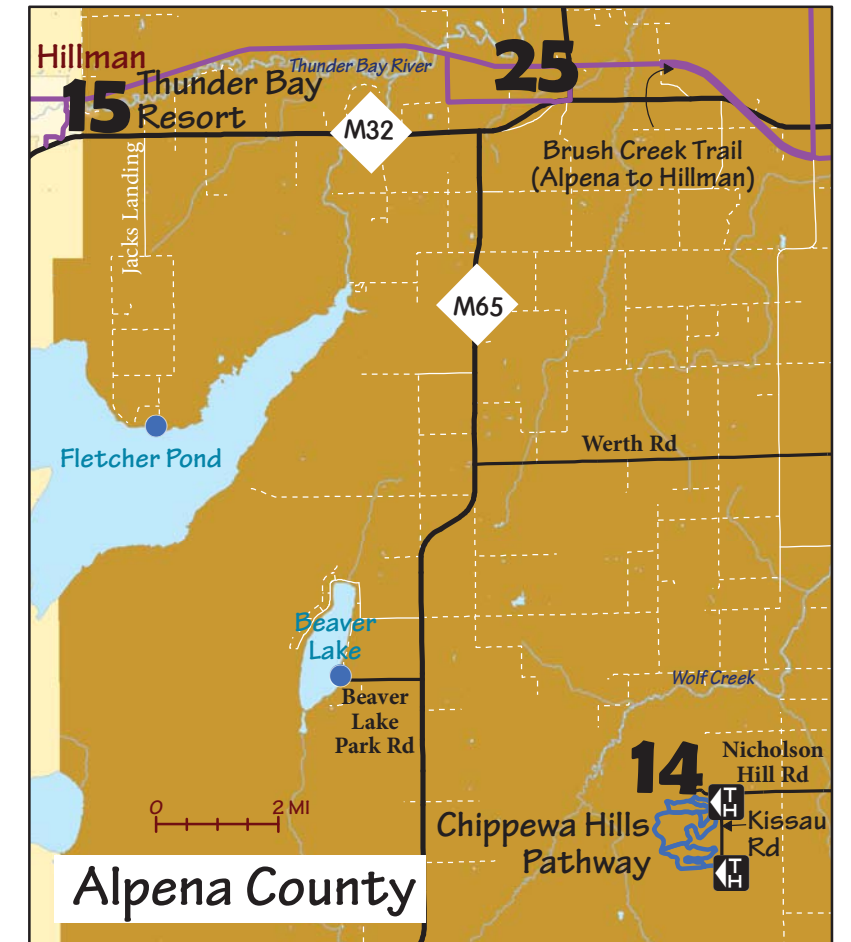 Hillman
15
Thunder Bay
Resort
Thunder Bay River
25
M32
Brush Creek Trail
(Alpena to Hillman)
Jacks Landing
M65
Werth Rd
Fletcher Pond
Beaver
Lake
Beaver
Lake
Park Rd
Wolf Creek
14
Nicholson
Hill Rd
TH
Chippewa Hills
Pathway
Kissau
Rd
TH
0 2 MI
Alpena County